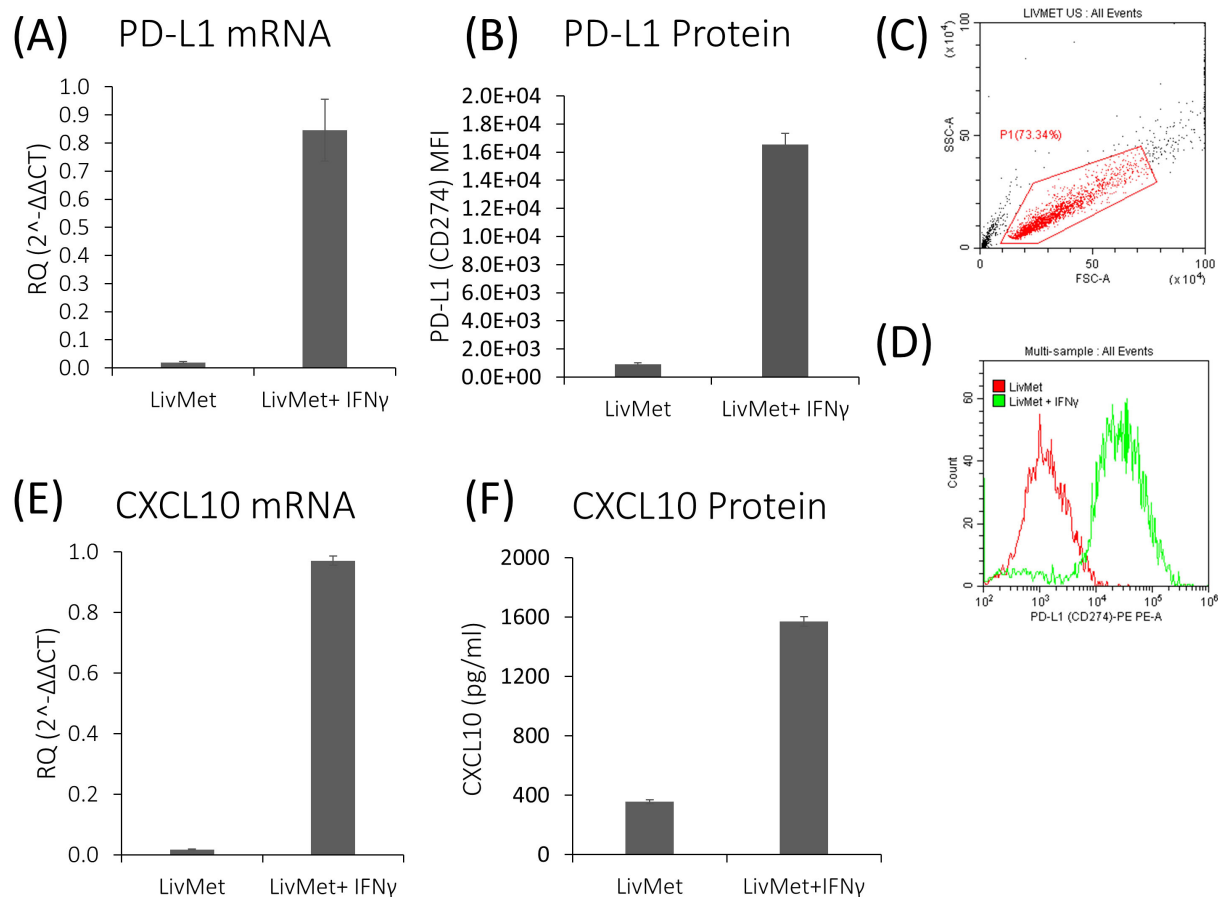 (A) PD-L1 mRNA
RQ (2^-ΔΔCT)
1.0
0.9
0.8
0.7
0.6
0.5
0.4
0.3
0.2
0.1
0.0
LivMet LivMet+ IFNγ
(B) PD-L1 Protein
PD-L1 (CD274) MFI
2.0E+04
1.8E+04
1.6E+04
1.4E+04
1.2E+04
1.0E+04
8.0E+03
6.0E+03
4.0E+03
2.0E+03
0.0E+00
LivMet LivMet+ IFNγ
(C)
LIVMET US : All Events
(x10⁴)
SSC-A
100
50
0
P1(73.34%)
0 50 100
FSC-A (x10⁴)
(D)
Multi-sample : All Events
LivMet
LivMet + IFNγ
Count
60
40
20
0
10² 10³ 10⁴ 10⁵ 10⁶
PD-L1 (CD274)-PE PE-A
(E) CXCL10 mRNA
RQ (2^-ΔΔCT)
1.0
0.8
0.6
0.4
0.2
0.0
LivMet LivMet+ IFNγ
(F) CXCL10 Protein
CXCL10 (pg/ml)
2000
1600
1200
800
400
0
LivMet LivMet+IFNγ